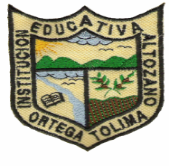 INSTITUCION
EDUCATIVA
ALTOZANO
ORTEGA TOLIMA